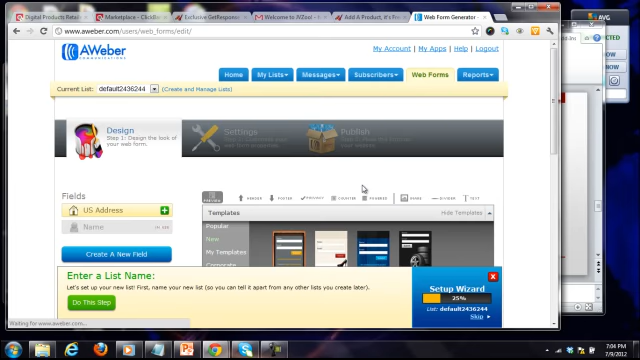 Digital Products Retail
Marketplace - ClickBan
Exclusive GetRespons
Welcome to JVZoo! -
Add A Product, it's Fr
Web Form Generator -
AVG
www.aweber.com/users/web_forms/edit/
AWeber
COMMUNICATIONS
My Account | My Apps | Help | Logout
Home
My Lists
Messages
Subscribers
Web Forms
Reports
Current List:
default2436244
(Create and Manage Lists)
Design
Step 1: Design the look of
your web form.
Settings
Publish
Fields
US Address
Name
IN USE
Create A New Field
PREVIEW
HEADER
FOOTER
PRIVACY
COUNTER
POWERED
IMAGE
DIVIDER
TEXT
Templates
Hide Templates
Popular
New
My Templates
Corporate
Enter a List Name:
Let's set up your new list! First, name your new list (so you can tell it apart from any other lists you create later).
Do This Step
Setup Wizard
25%
List: default2436244
Skip
Waiting for www.aweber.com...
7:04 PM
7/9/2012